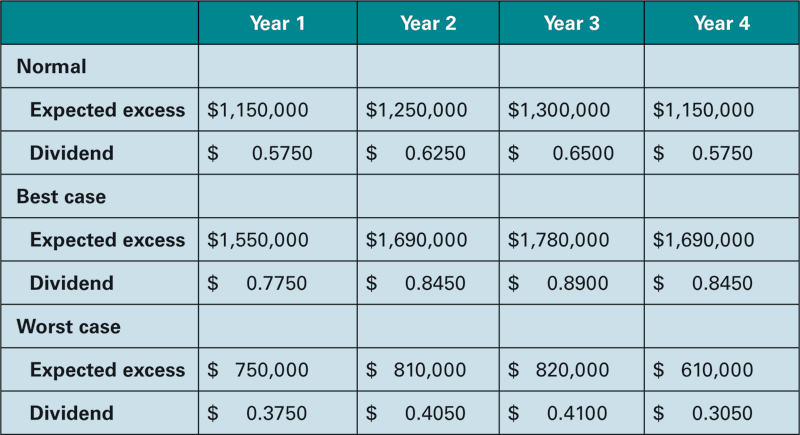 Year 1 Year 2 Year 3 Year 4
Normal
Expected excess $1,150,000 $1,250,000 $1,300,000 $1,150,000
Dividend $ 0.5750 $ 0.6250 $ 0.6500 $ 0.5750
Best case
Expected excess $1,550,000 $1,690,000 $1,780,000 $1,690,000
Dividend $ 0.7750 $ 0.8450 $ 0.8900 $ 0.8450
Worst case
Expected excess $ 750,000 $ 810,000 $ 820,000 $ 610,000
Dividend $ 0.3750 $ 0.4050 $ 0.4100 $ 0.3050